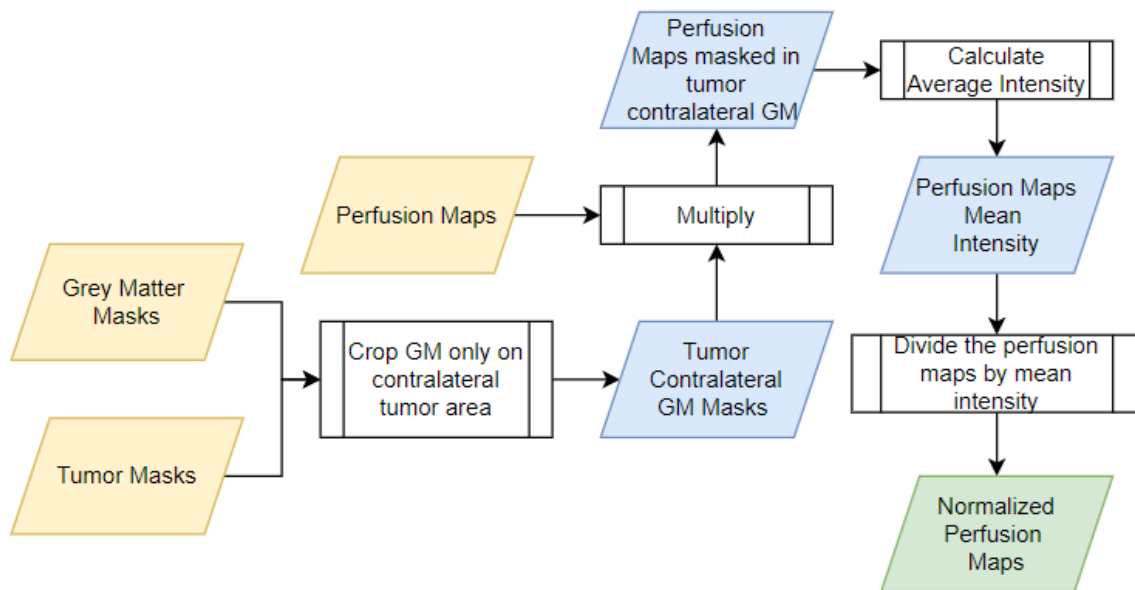 Perfusion
Maps masked in
tumor
contralateral GM
Calculate
Average Intensity
Perfusion Maps
Multiply
Perfusion Maps
Mean
Intensity
Grey Matter
Masks
Crop GM only on
contralateral
tumor area
Tumor
Contralateral
GM Masks
Divide the perfusion
maps by mean
intensity
Tumor Masks
Normalized
Perfusion
Maps